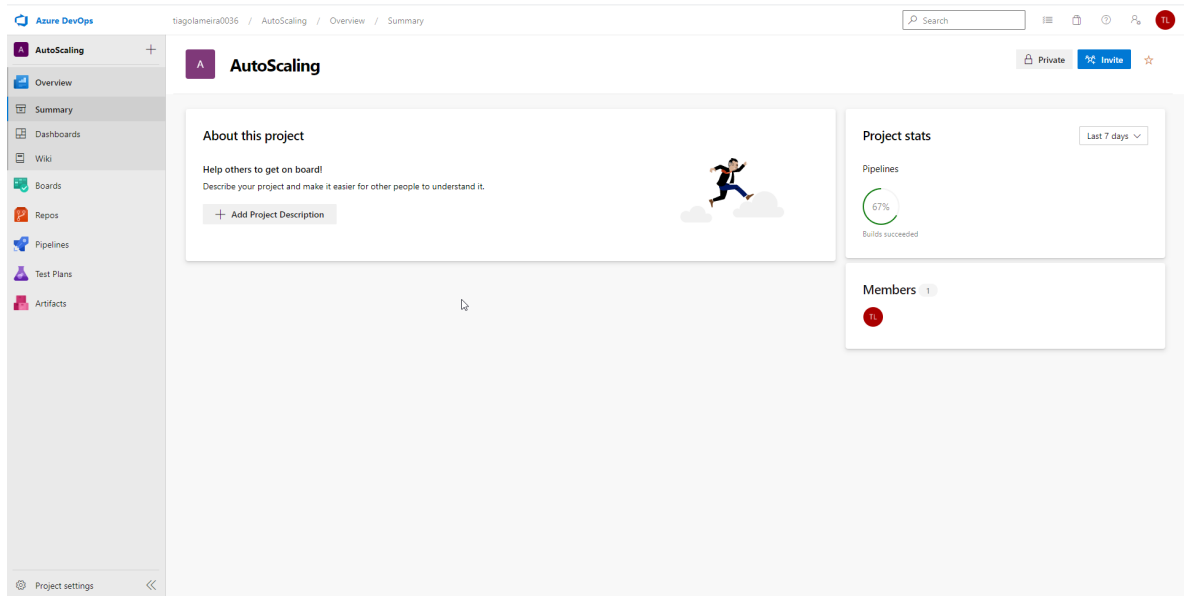 Azure DevOps
tiagolameira0036 / AutoScaling / Overview / Summary
Search
TL
A AutoScaling
Overview
Summary
Dashboards
Wiki
Boards
Repos
Pipelines
Test Plans
Artifacts
Project settings
A AutoScaling
Private
Invite
About this project
Help others to get on board!
Describe your project and make it easier for other people to understand it.
+ Add Project Description
Project stats
Last 7 days
Pipelines
67%
Builds succeeded
Members 1
TL